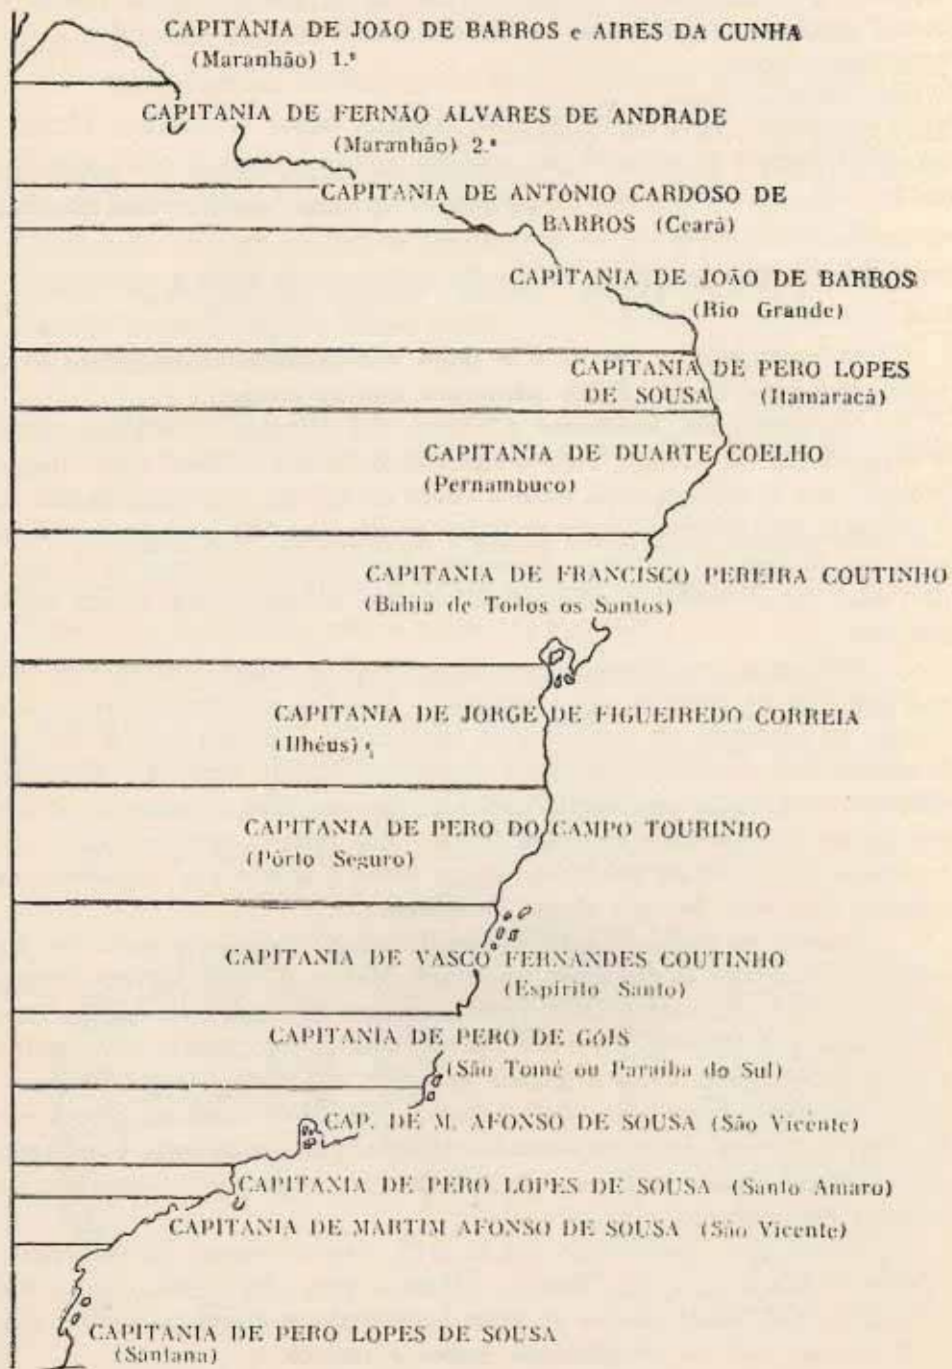 CAPITANIA DE JOÃO DE BARROS e AIRES DA CUNHA
(Maranhão) 1.ª
CAPITANIA DE FERNÃO ÁLVARES DE ANDRADE
(Maranhão) 2.ª
CAPITANIA DE ANTÓNIO CARDOSO DE
BARROS (Ceará)
CAPITANIA DE JOÃO DE BARROS
(Rio Grande)
CAPITANIA DE PERO LOPES
DE SOUSA (Itamaracá)
CAPITANIA DE DUARTE COELHO
(Pernambuco)
CAPITANIA DE FRANCISCO PEREIRA COUTINHO
(Bahia de Todos os Santos)
CAPITANIA DE JORGE DE FIGUEIREDO CORREIA
(Ilhéus)
CAPITANIA DE PERO DO CAMPO TOURINHO
(Pôrto Seguro)
CAPITANIA DE VASCO FERNANDES COUTINHO
(Espírito Santo)
CAPITANIA DE PERO DE GÓIS
(São Tomé ou Paraíba do Sul)
CAP. DE M. AFONSO DE SOUSA (São Vicente)
CAPITANIA DE PERO LOPES DE SOUSA (Santo Amaro)
CAPITANIA DE MARTIM AFONSO DE SOUSA (São Vicente)
CAPITANIA DE PERO LOPES DE SOUSA
(Santana)